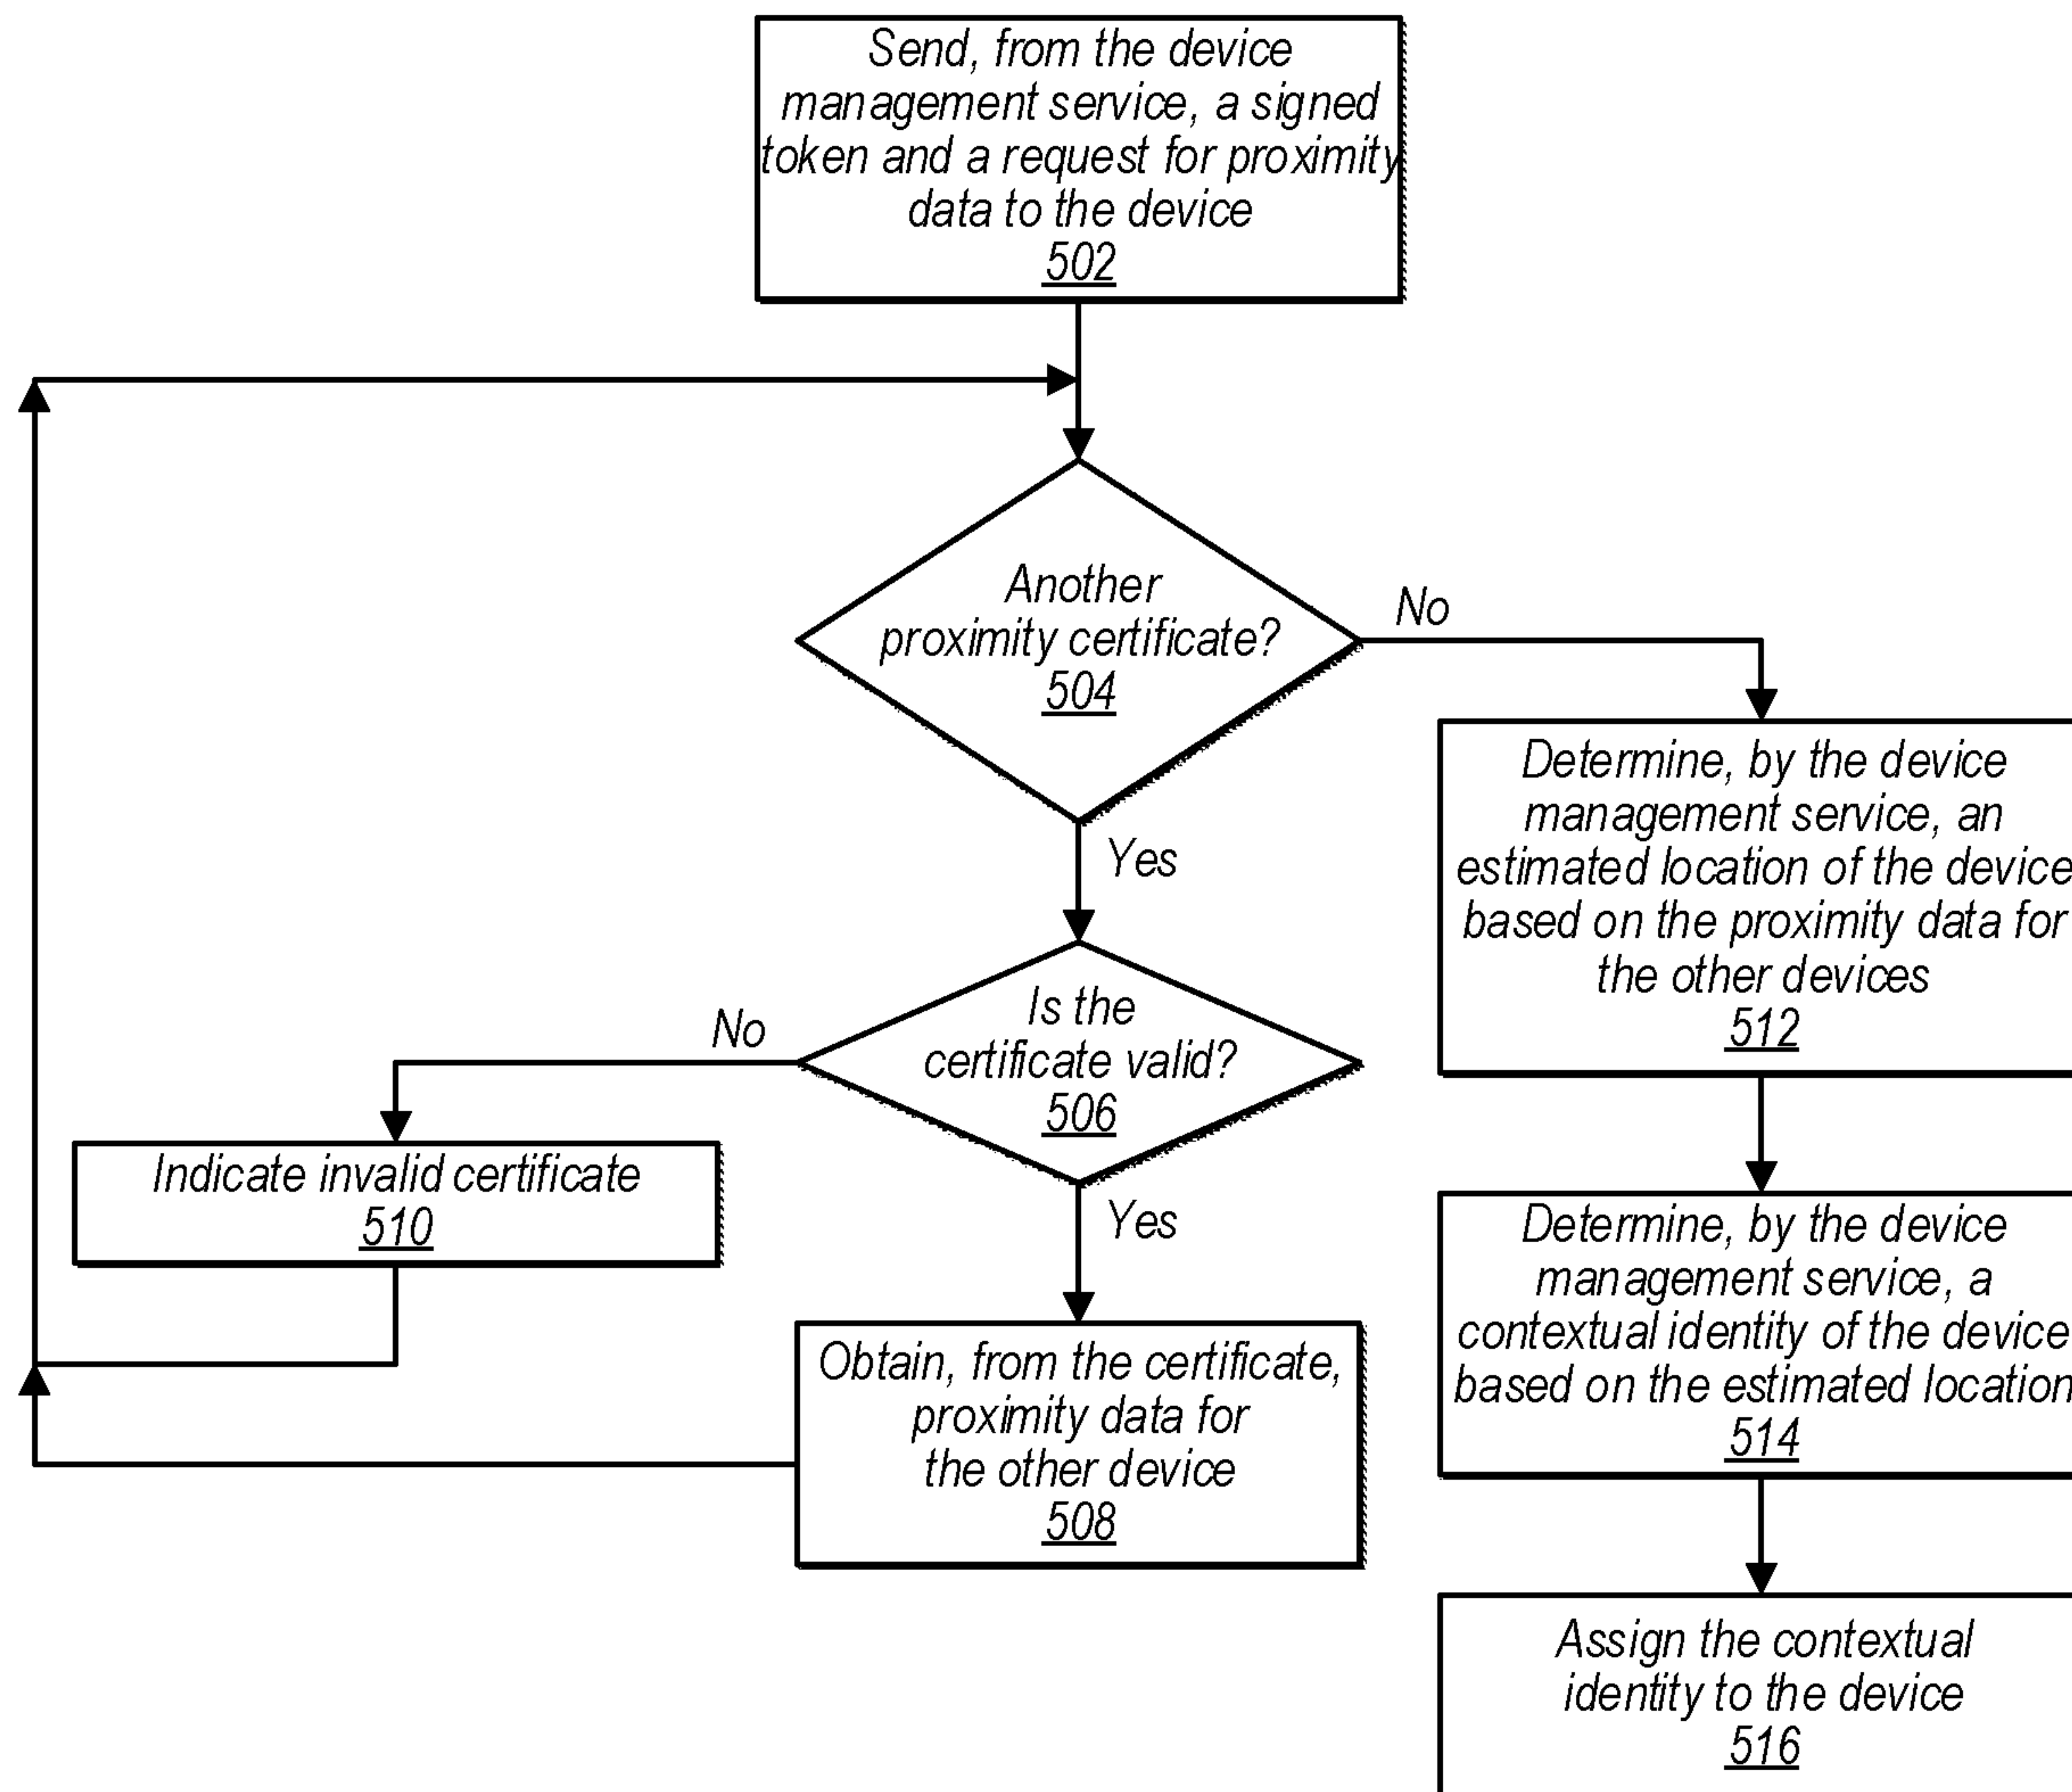 Send, from the device
management service, a signed
token and a request for proximity
data to the device
502
Another
proximity certificate?
504
No
Yes
Is the
certificate valid?
506
No
Yes
Indicate invalid certificate
510
Obtain, from the certificate,
proximity data for
the other device
508
Determine, by the device
management service, an
estimated location of the device
based on the proximity data for
the other devices
512
Determine, by the device
management service, a
contextual identity of the device
based on the estimated location
514
Assign the contextual
identity to the device
516